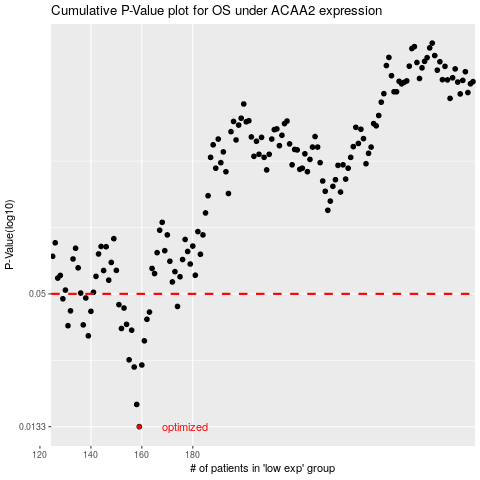 Cumulative P-Value plot for OS under ACAA2 expression
P-Value(log10)
0.05
0.0133
optimized
120 140 160 180
# of patients in 'low exp' group